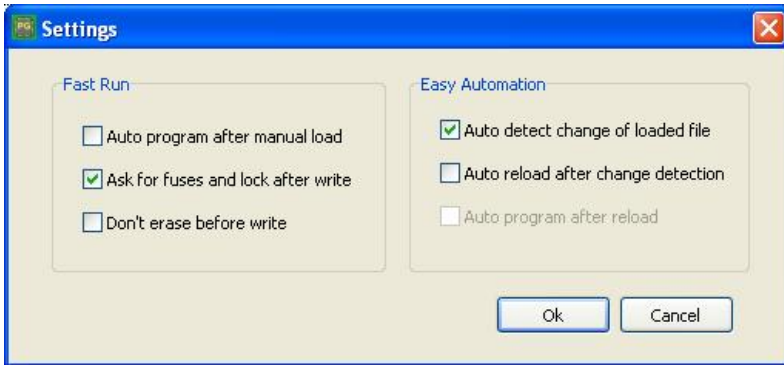 PG
Settings
Fast Run
Auto program after manual load
Ask for fuses and lock after write
Don't erase before write
Easy Automation
Auto detect change of loaded file
Auto reload after change detection
Auto program after reload
Ok
Cancel